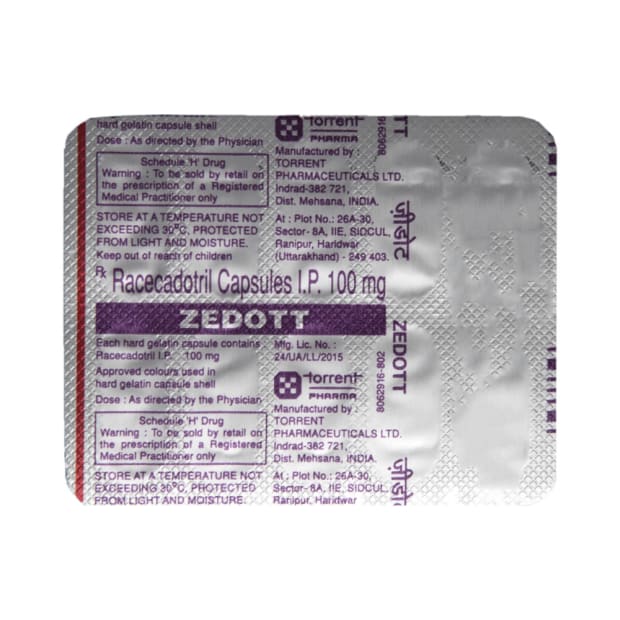 hard gelatin capsule shell
Dose : As directed by the Physician
Schedule 'H' Drug
Warning : To be sold by retail on
the prescription of a Registered
Medical Practitioner only
STORE AT A TEMPERATURE NOT
EXCEEDING 30°C, PROTECTED
FROM LIGHT AND MOISTURE.
Keep out of reach of children
torrent
PHARMA
Manufactured by :
TORRENT
PHARMACEUTICALS LTD.
Indrad-382 721,
Dist. Mehsana, INDIA.
At : Plot No.: 26A-30,
Sector- 8A, IIE, SIDCUL,
Ranipur, Haridwar
(Uttarakhand) - 249 403.
8062916
ZEDOTT
ज़ीडोट
Rx Racecadotril Capsules I.P. 100 mg
ZEDOTT
Each hard gelatin capsule contains :
Racecadotril I.P. 100 mg
Approved colours used in
hard gelatin capsule shell
Dose : As directed by the Physician
Schedule 'H' Drug
Warning : To be sold by retail on
the prescription of a Registered
Medical Practitioner only
STORE AT A TEMPERATURE NOT
EXCEEDING 30°C, PROTECTED
FROM LIGHT AND MOISTURE.
Mfg. Lic. No. :
24/UA/LL/2015
torrent
PHARMA
Manufactured by :
TORRENT
PHARMACEUTICALS LTD.
Indrad-382 721,
Dist. Mehsana, INDIA.
At : Plot No.: 26A-30,
Sector- 8A, IIE, SIDCUL,
Ranipur, Haridwar
8062916-802
ZEDOTT
ज़ीडोट